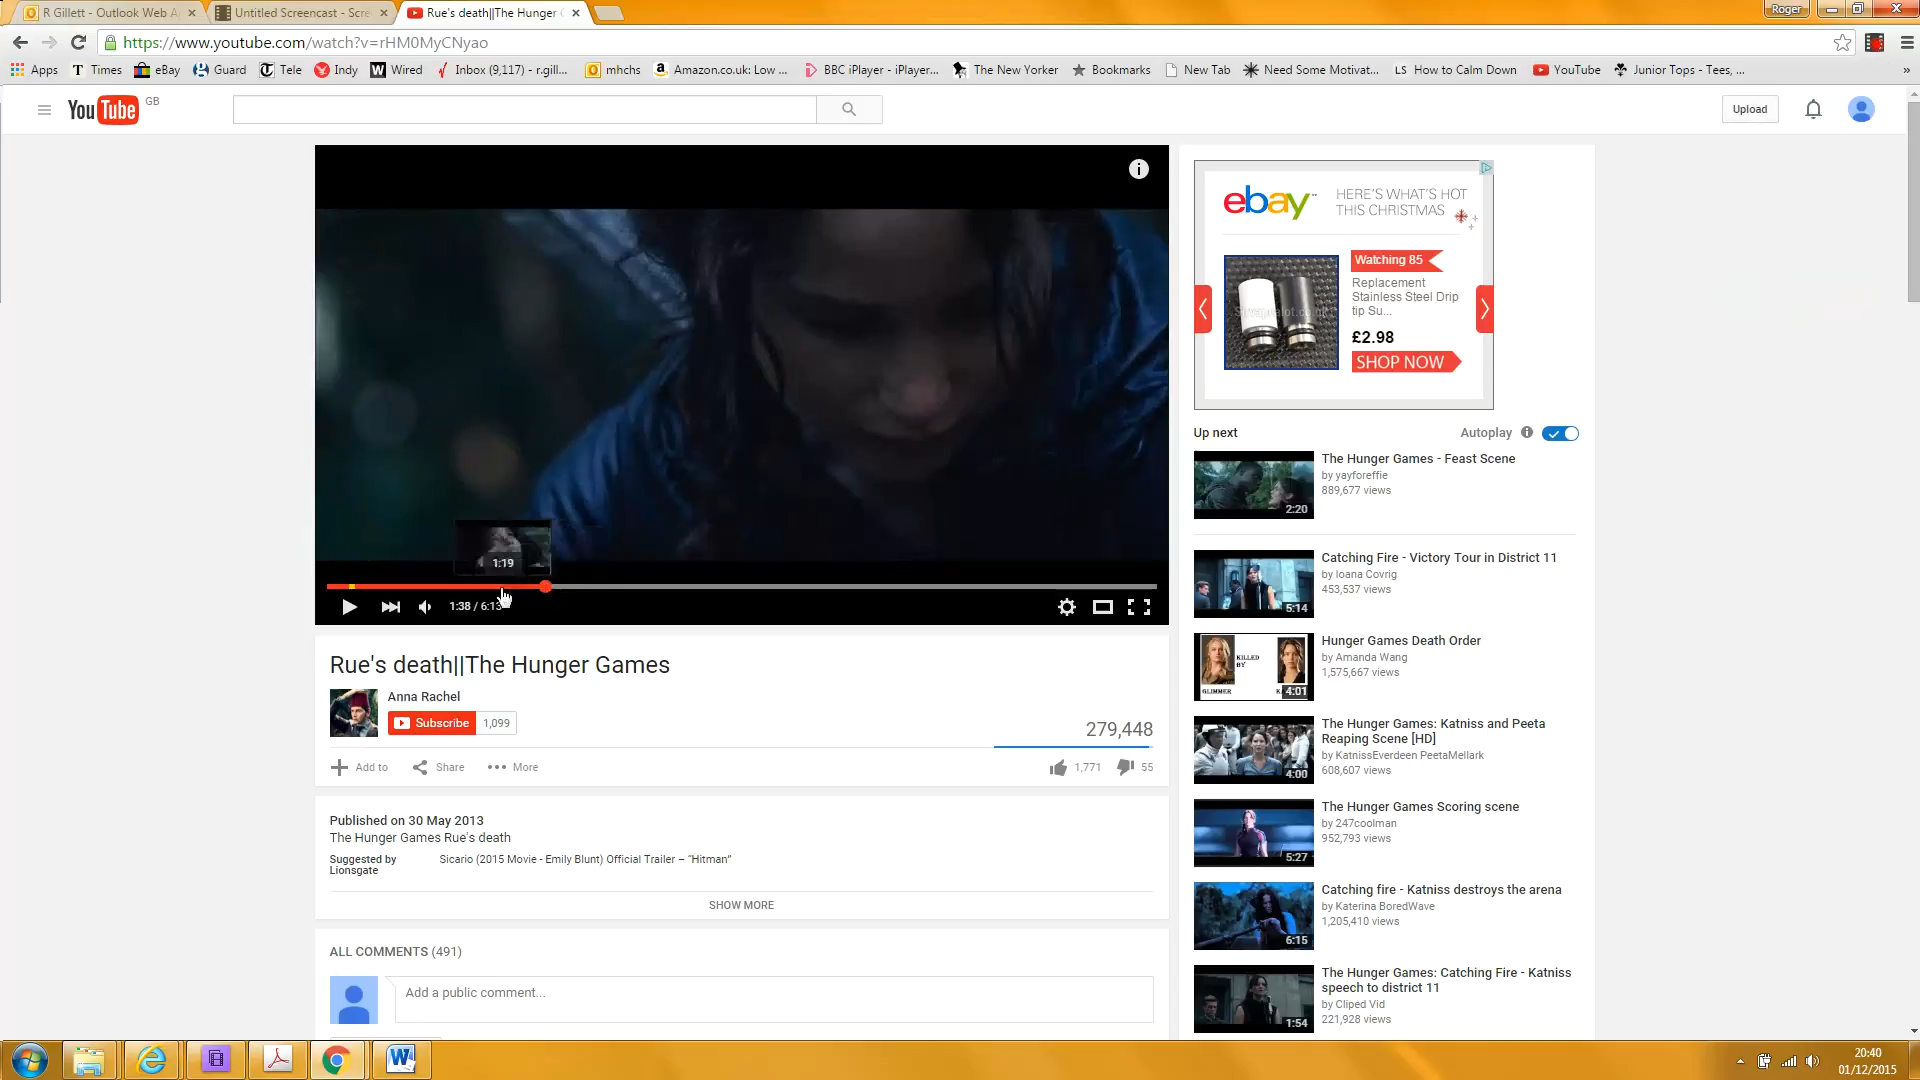 R Gillett - Outlook Web A
Untitled Screencast - Scre
Rue's death||The Hunger G
Roger
https://www.youtube.com/watch?v=rHM0MyCNyao
Apps
T Times
eBay
Guard
Tele
Indy
W Wired
Inbox (9,117) - r.gill...
mhchs
Amazon.co.uk: Low ...
BBC iPlayer - iPlayer...
The New Yorker
Bookmarks
New Tab
Need Some Motivat...
LS How to Calm Down
YouTube
Junior Tops - Tees, ...
YouTube GB
Upload
1:19
1:38 / 6:13
Rue's death||The Hunger Games
Anna Rachel
Subscribe 1,099
279,448
Add to Share More
1,771 55
Published on 30 May 2013
The Hunger Games Rue's death
Suggested by Lionsgate
Sicario (2015 Movie - Emily Blunt) Official Trailer – "Hitman"
SHOW MORE
ALL COMMENTS (491)
Add a public comment...
ebay™ HERE'S WHAT'S HOT
THIS CHRISTMAS
Watching 85
Replacement
Stainless Steel Drip
tip Su...
£2.98
SHOP NOW
Up next Autoplay
The Hunger Games - Feast Scene
by yayforeffie
889,677 views
2:20
Catching Fire - Victory Tour in District 11
by Ioana Covrig
453,537 views
5:14
Hunger Games Death Order
by Amanda Wang
1,575,667 views
KILLED
BY
GLIMMER
4:01
The Hunger Games: Katniss and Peeta
Reaping Scene [HD]
by KatnissEverdeen PeetaMellark
608,607 views
4:00
The Hunger Games Scoring scene
by 247coolman
952,793 views
5:27
Catching fire - Katniss destroys the arena
by Katerina BoredWave
1,205,410 views
6:15
The Hunger Games: Catching Fire - Katniss
speech to district 11
by Cliped Vid
221,928 views
1:54
20:40
01/12/2015